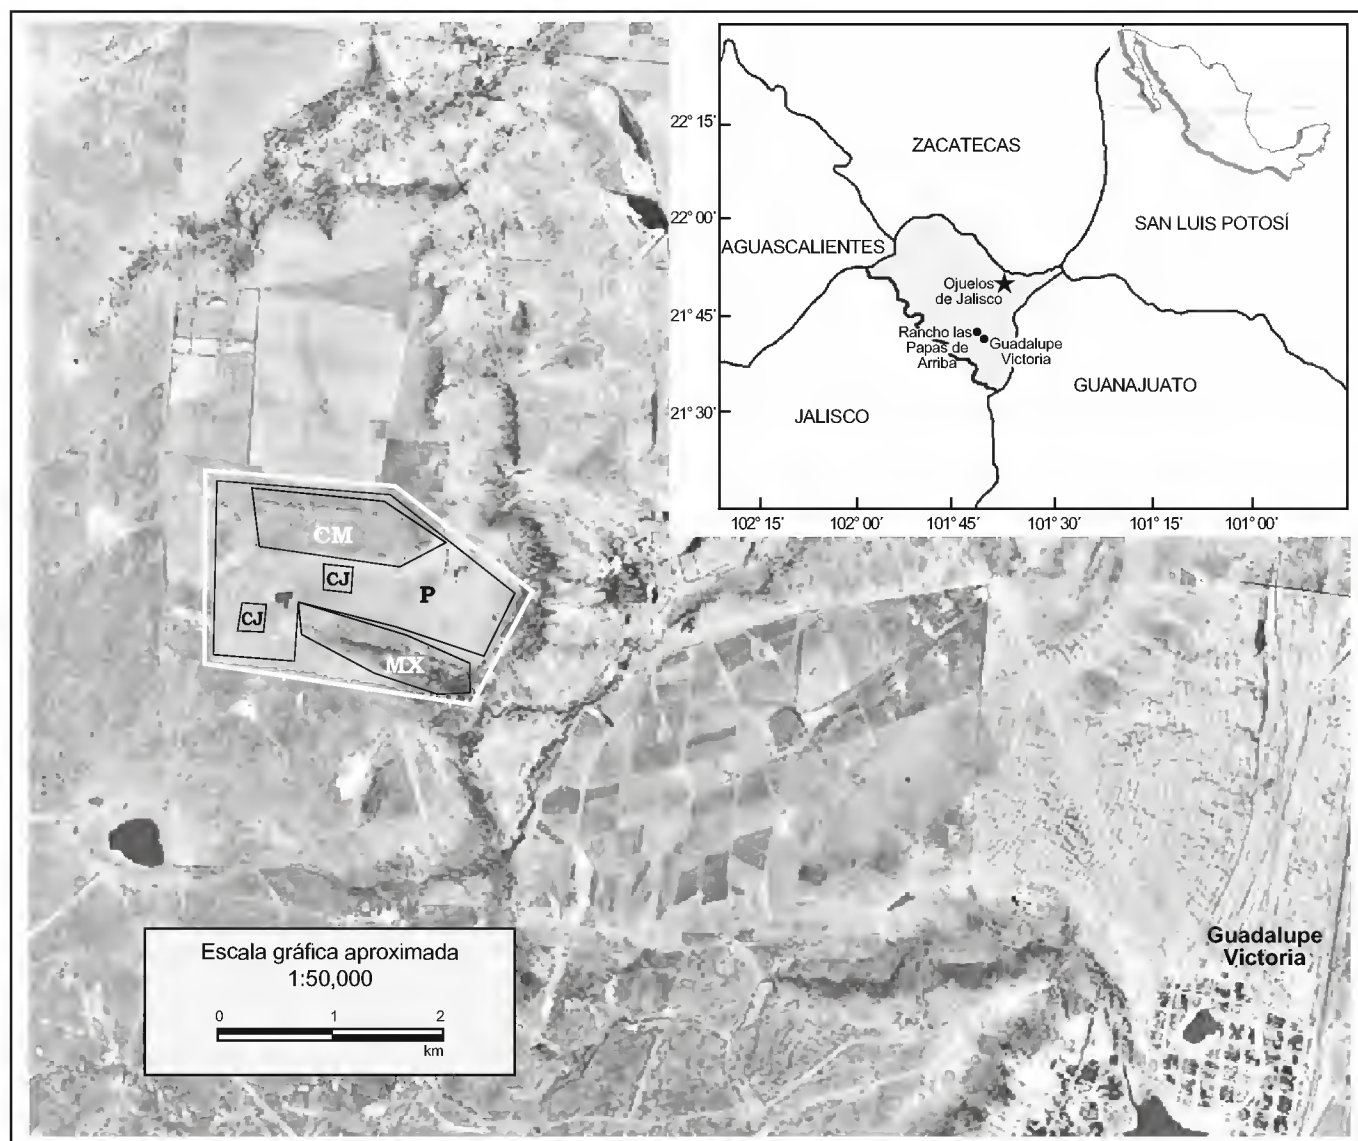 22° 15'
ZACATECAS
22° 00'
SAN LUIS POTOSÍ
AGUASCALIENTES
Ojuelos
de Jalisco
21° 45'
Rancho las
Papas de
Arriba
Guadalupe
Victoria
GUANAJUATO
21° 30'
JALISCO
102° 15' 102° 00' 101° 45' 101° 30' 101° 15' 101° 00'
CM
CJ
P
CJ
MX
Guadalupe
Victoria
Escala gráfica aproximada
1:50,000
0 1 2
km